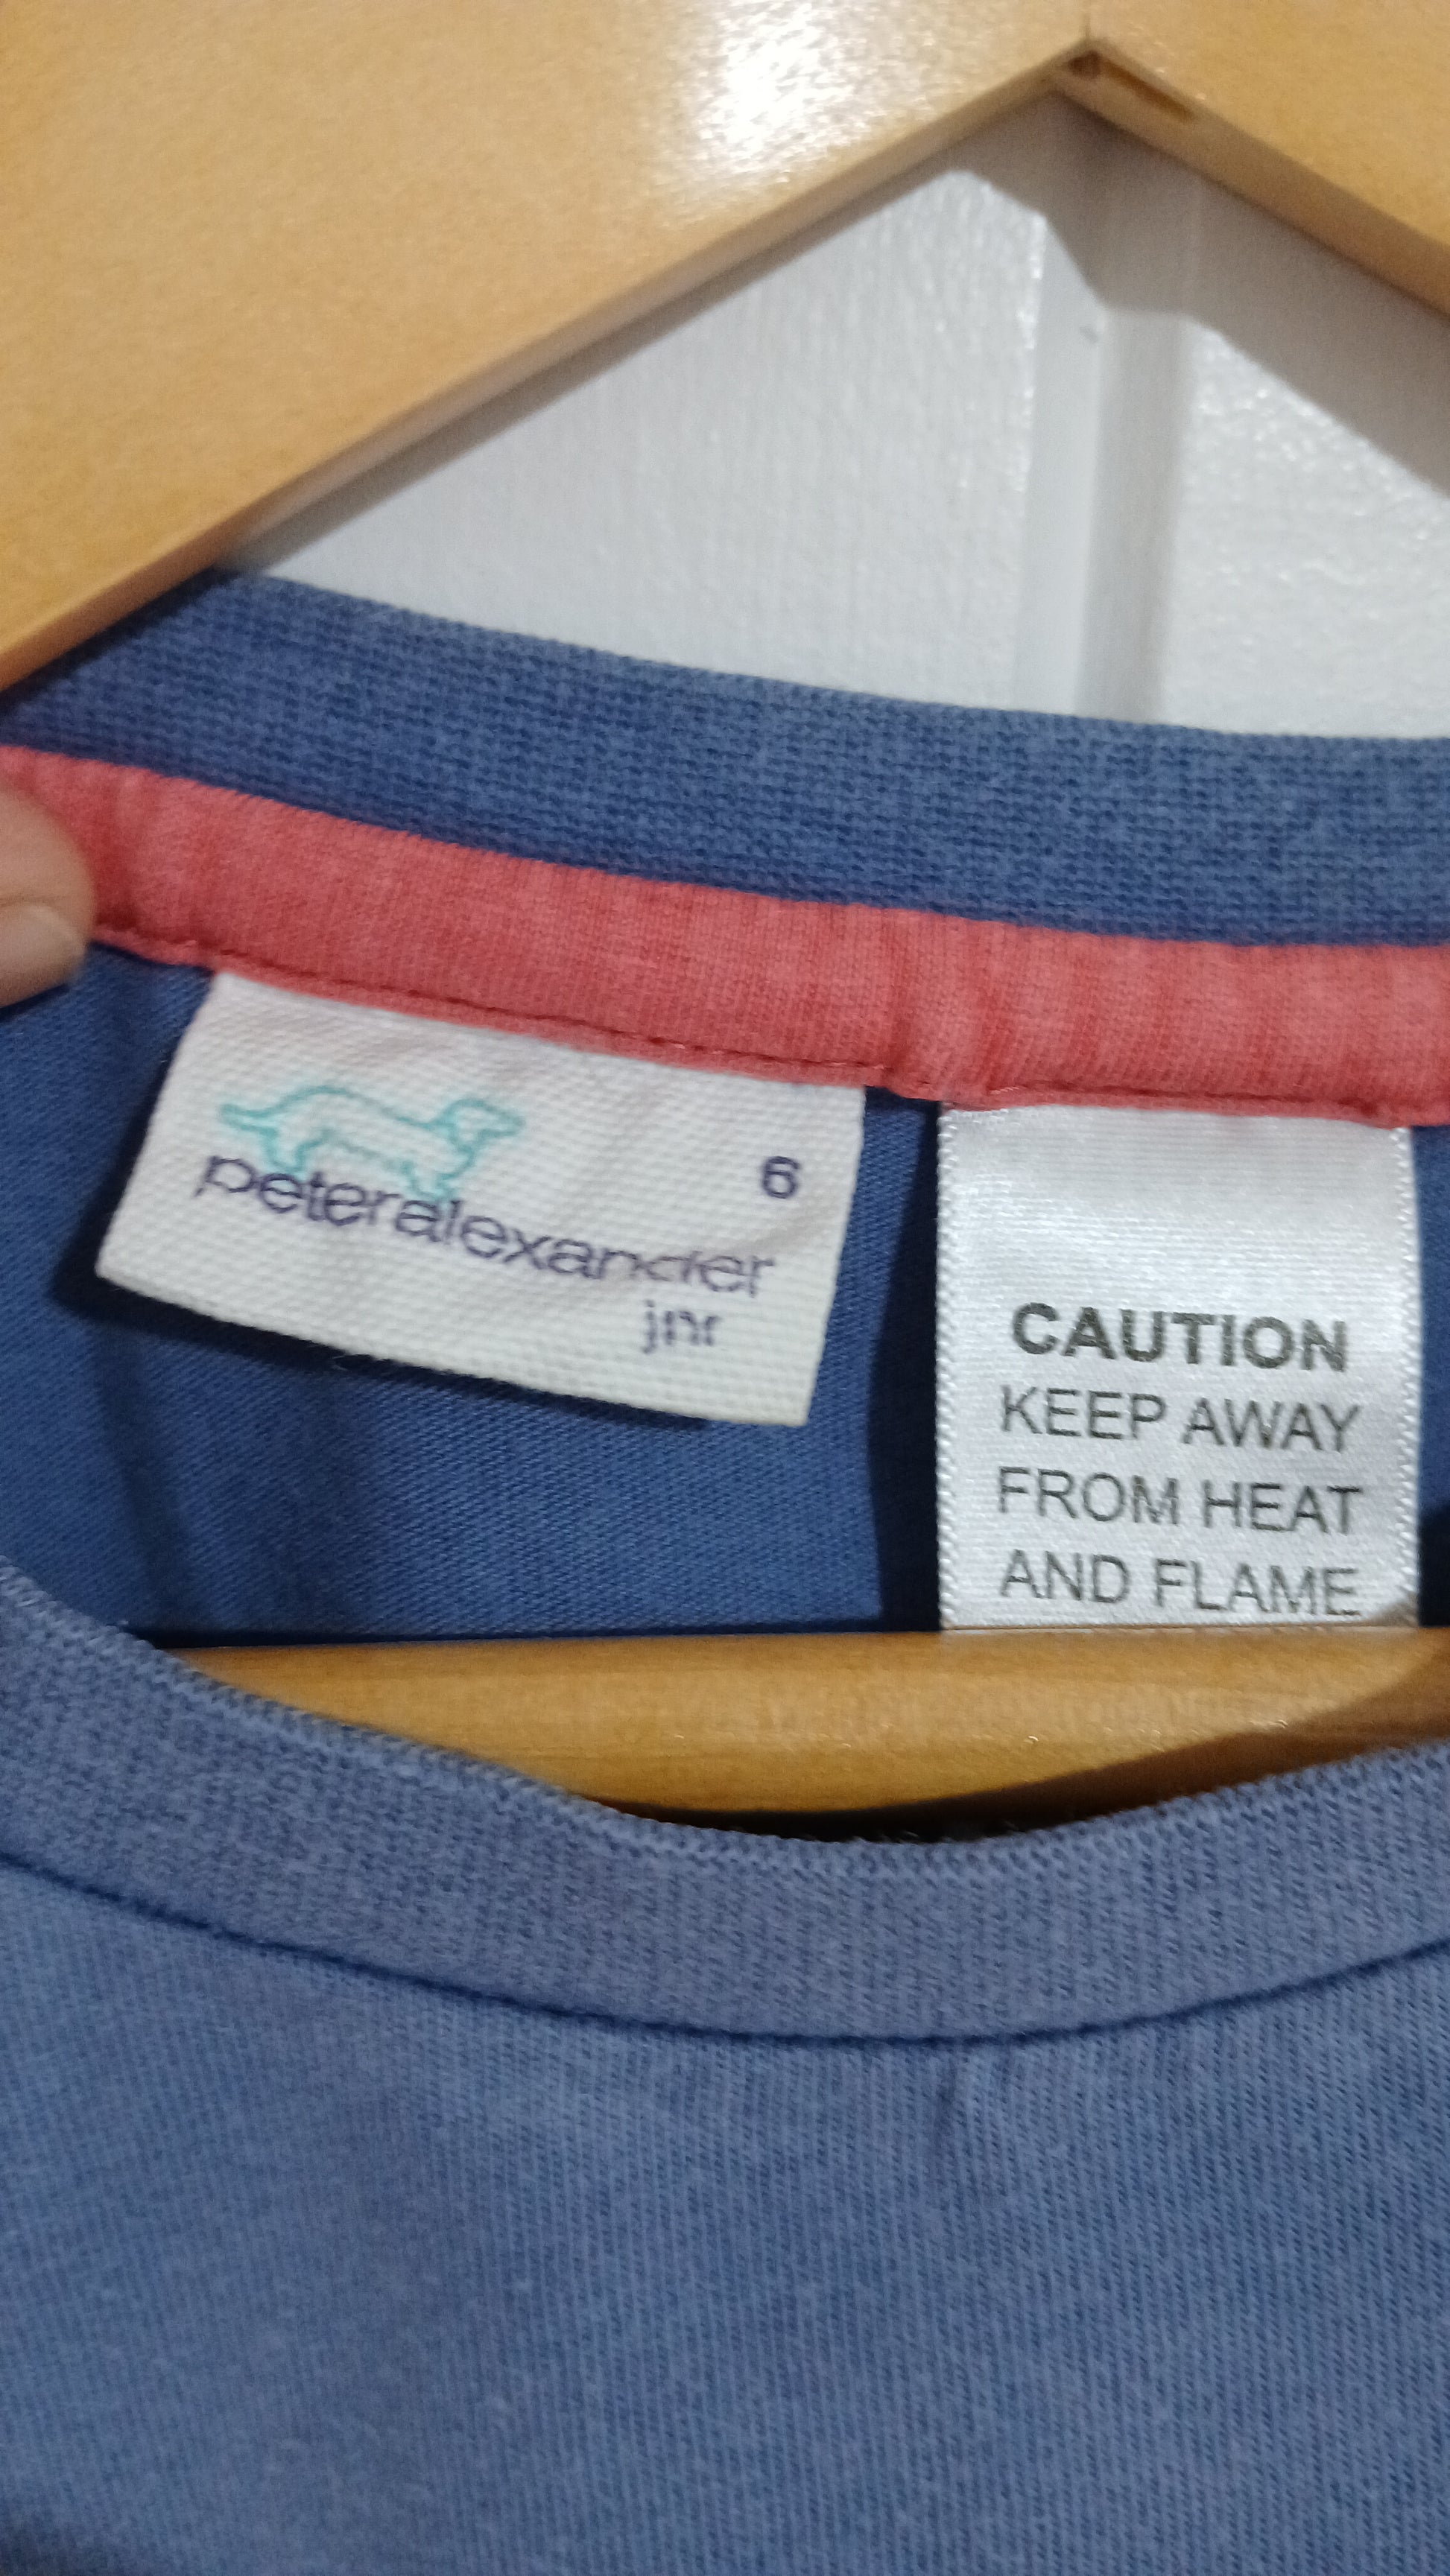 6
peteralexander
jnr
CAUTION
KEEP AWAY
FROM HEAT
AND FLAME